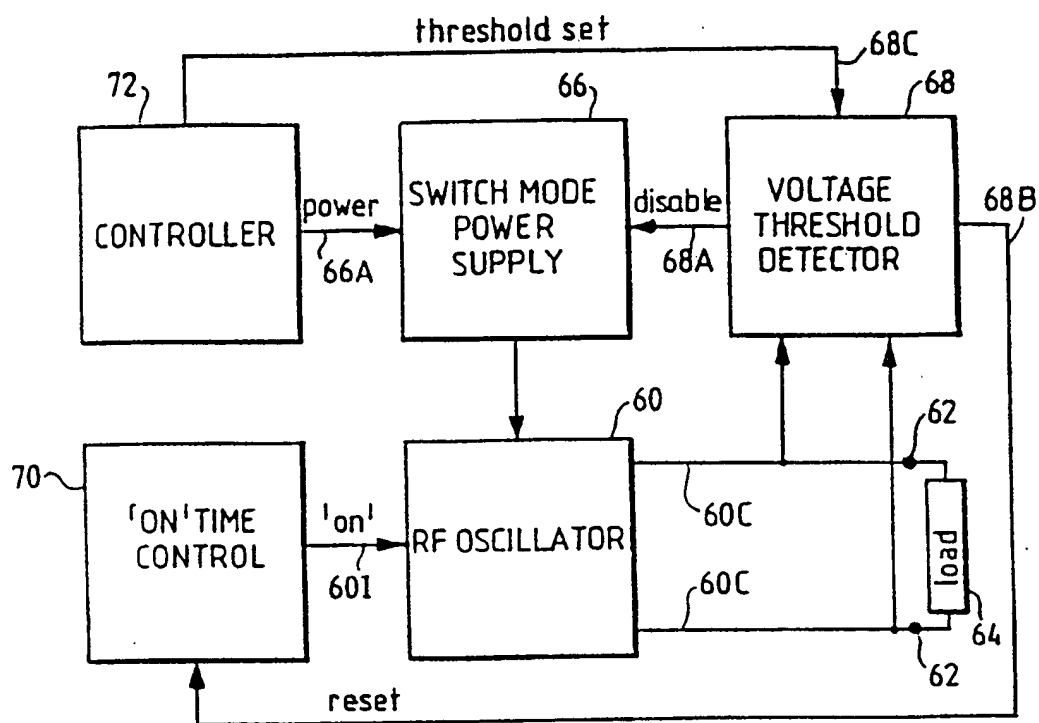 threshold set
68C
72
66
68
CONTROLLER
power
66A
SWITCH MODE
POWER
SUPPLY
disable
68A
VOLTAGE
THRESHOLD
DETECTOR
68B
70
'ON' TIME
CONTROL
'on'
60I
60
RF OSCILLATOR
60C
60C
62
load
64
62
reset